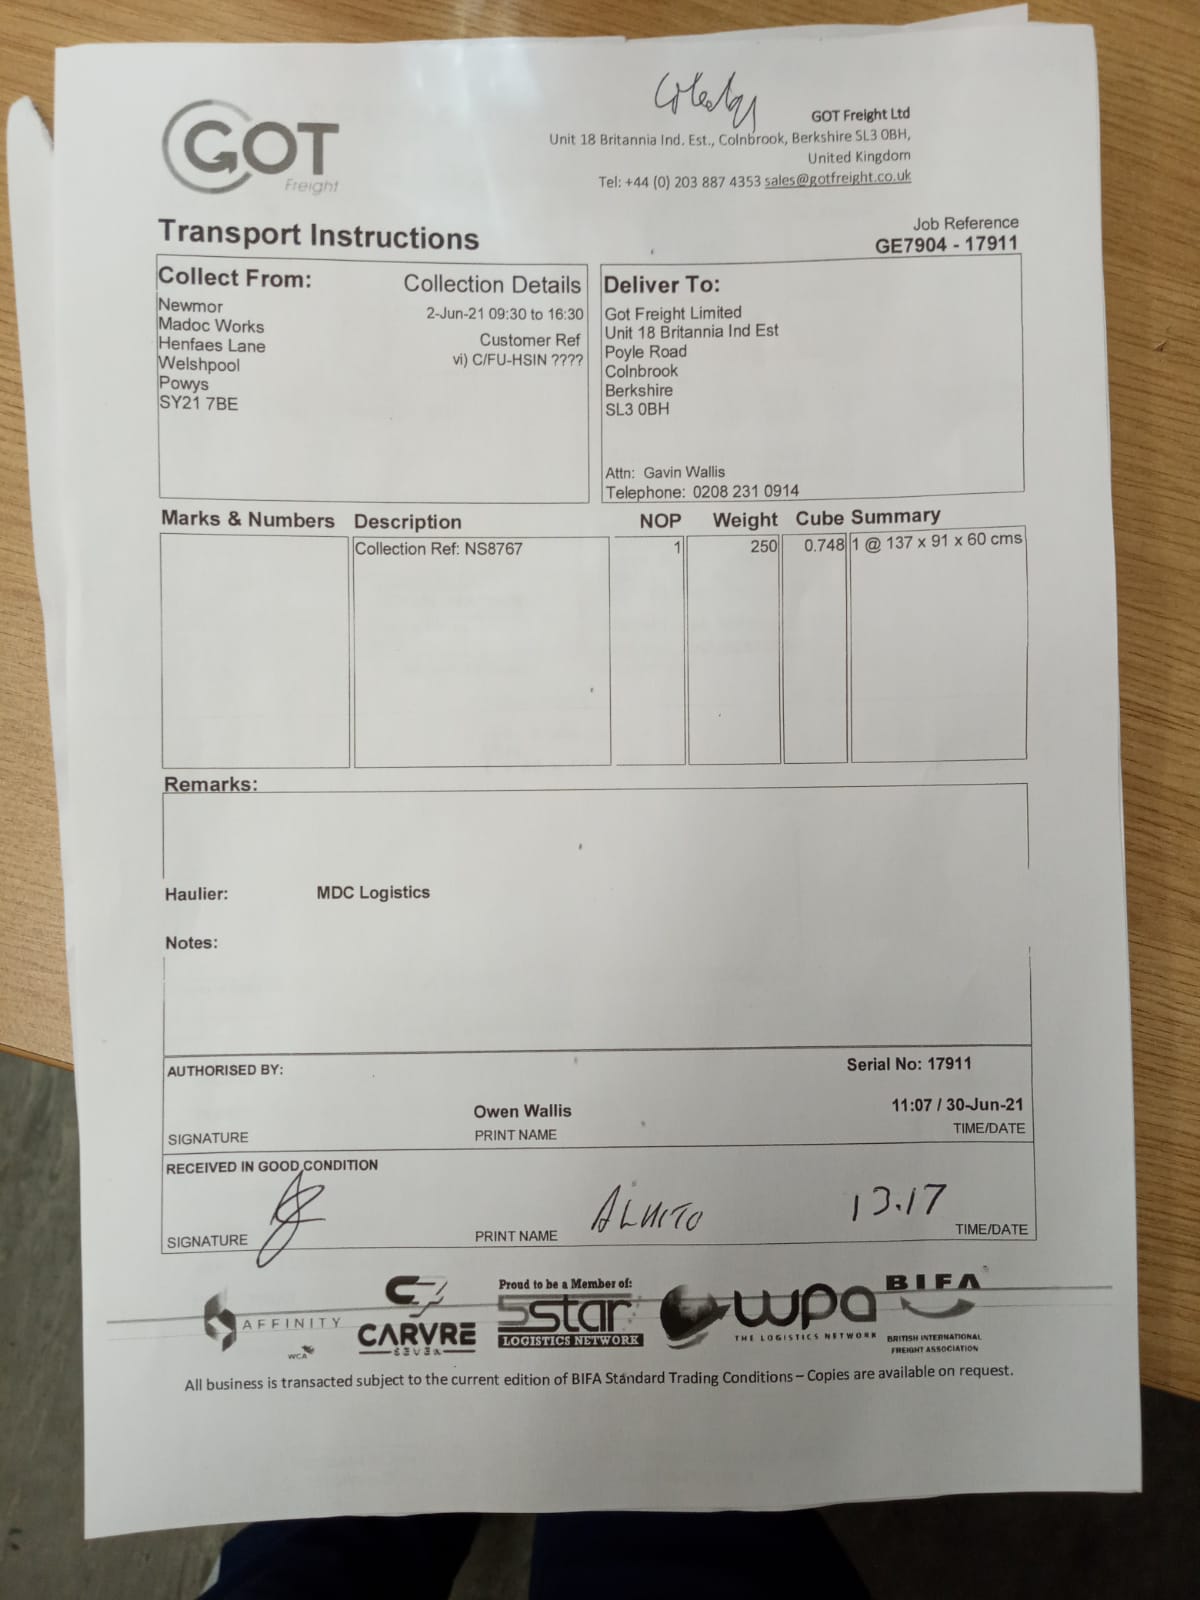 GOT
Freight
GOT Freight Ltd
Unit 18 Britannia Ind. Est., Colnbrook, Berkshire SL3 0BH,
United Kingdom
Tel: +44 (0) 203 887 4353 sales@gotfreight.co.uk
Transport Instructions
Job Reference
GE7904 - 17911
Collect From:
Newmor
Madoc Works
Henfaes Lane
Welshpool
Powys
SY21 7BE
Collection Details
2-Jun-21 09:30 to 16:30
Customer Ref
vi) C/FU-HSIN ????
Deliver To:
Got Freight Limited
Unit 18 Britannia Ind Est
Poyle Road
Colnbrook
Berkshire
SL3 0BH
Attn: Gavin Wallis
Telephone: 0208 231 0914
Marks & Numbers Description NOP Weight Cube Summary
Collection Ref: NS8767 1 250 0.748 1 @ 137 x 91 x 60 cms
Remarks:
Haulier: MDC Logistics
Notes:
AUTHORISED BY: Serial No: 17911
Owen Wallis 11:07 / 30-Jun-21
SIGNATURE PRINT NAME TIME/DATE
RECEIVED IN GOOD CONDITION
13.17
SIGNATURE PRINT NAME TIME/DATE
AFFINITY
WCA
CARVRE
SEVEN
Proud to be a Member of:
5star
LOGISTICS NETWORK
wpa
THE LOGISTICS NETWORK
BIFA
BRITISH INTERNATIONAL
FREIGHT ASSOCIATION
All business is transacted subject to the current edition of BIFA Standard Trading Conditions – Copies are available on request.